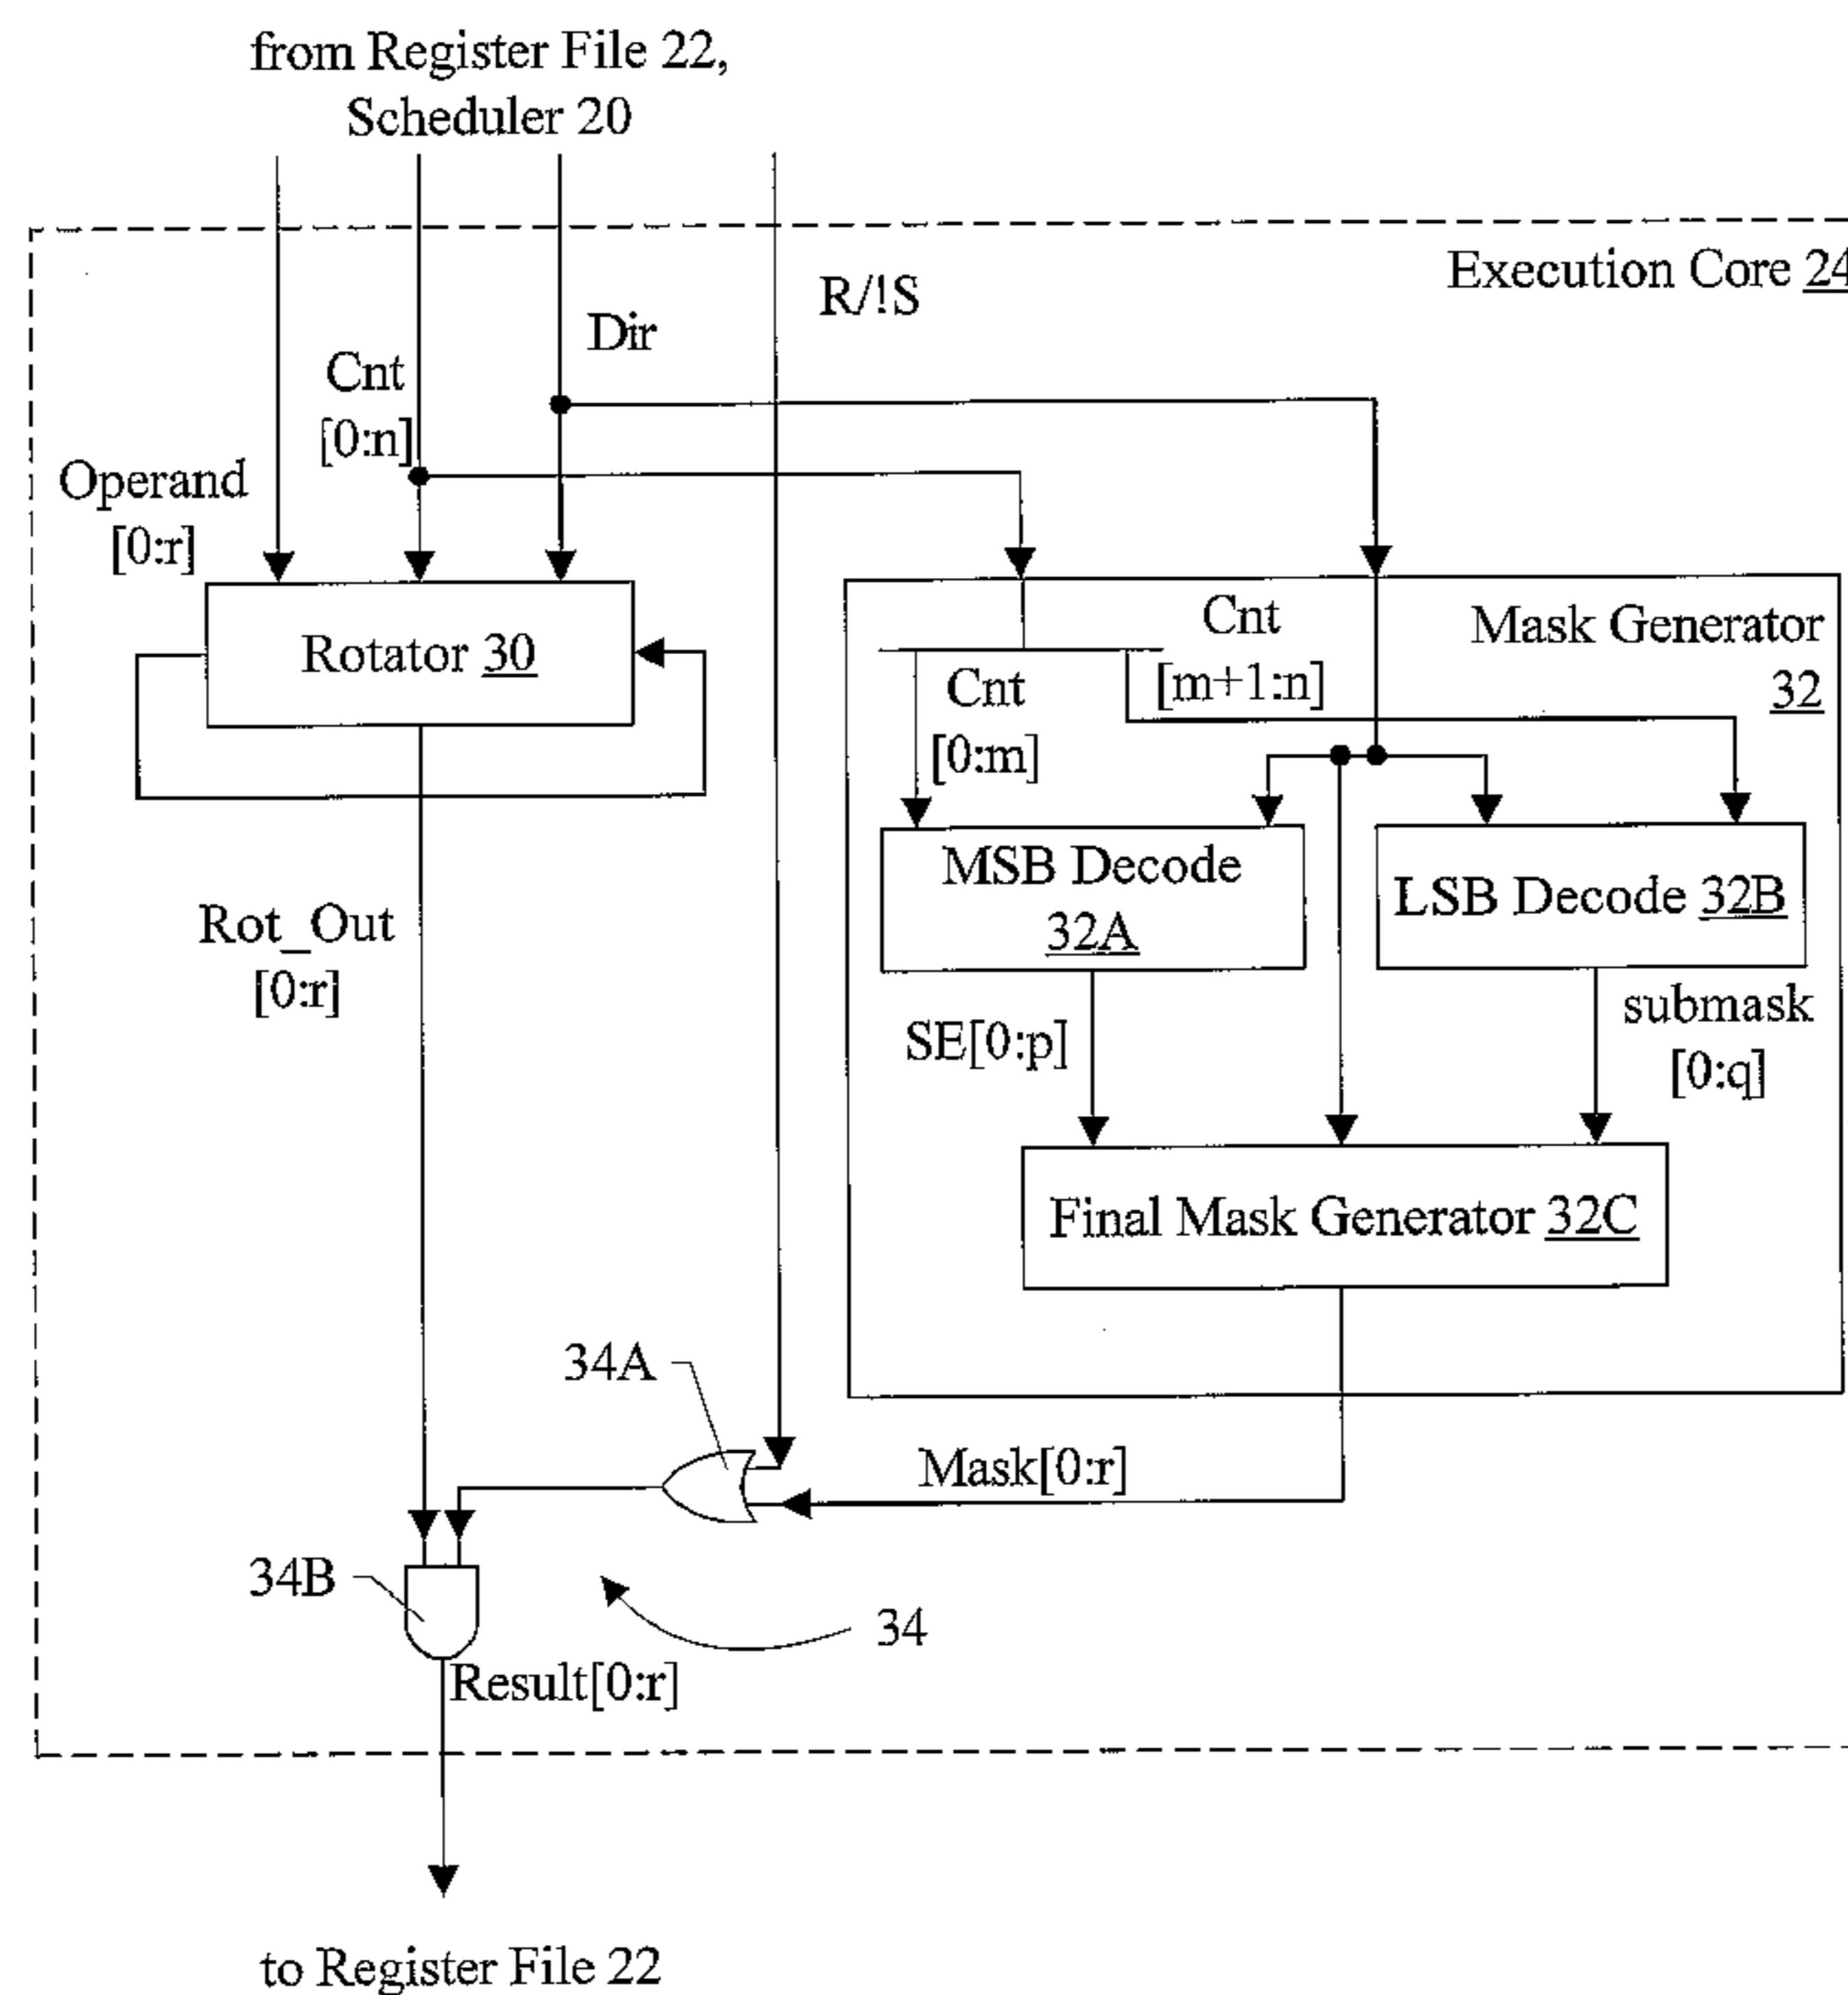 from Register File 22,
Scheduler 20
Execution Core 24
R/!S
Dir
Cnt
[0:n]
Operand
[0:r]
Rotator 30
Mask Generator
32
Cnt
[m+1:n]
Cnt
[0:m]
MSB Decode
32A
LSB Decode 32B
Rot_Out
[0:r]
SE[0:p]
submask
[0:q]
Final Mask Generator 32C
34A
Mask[0:r]
34B
34
Result[0:r]
to Register File 22